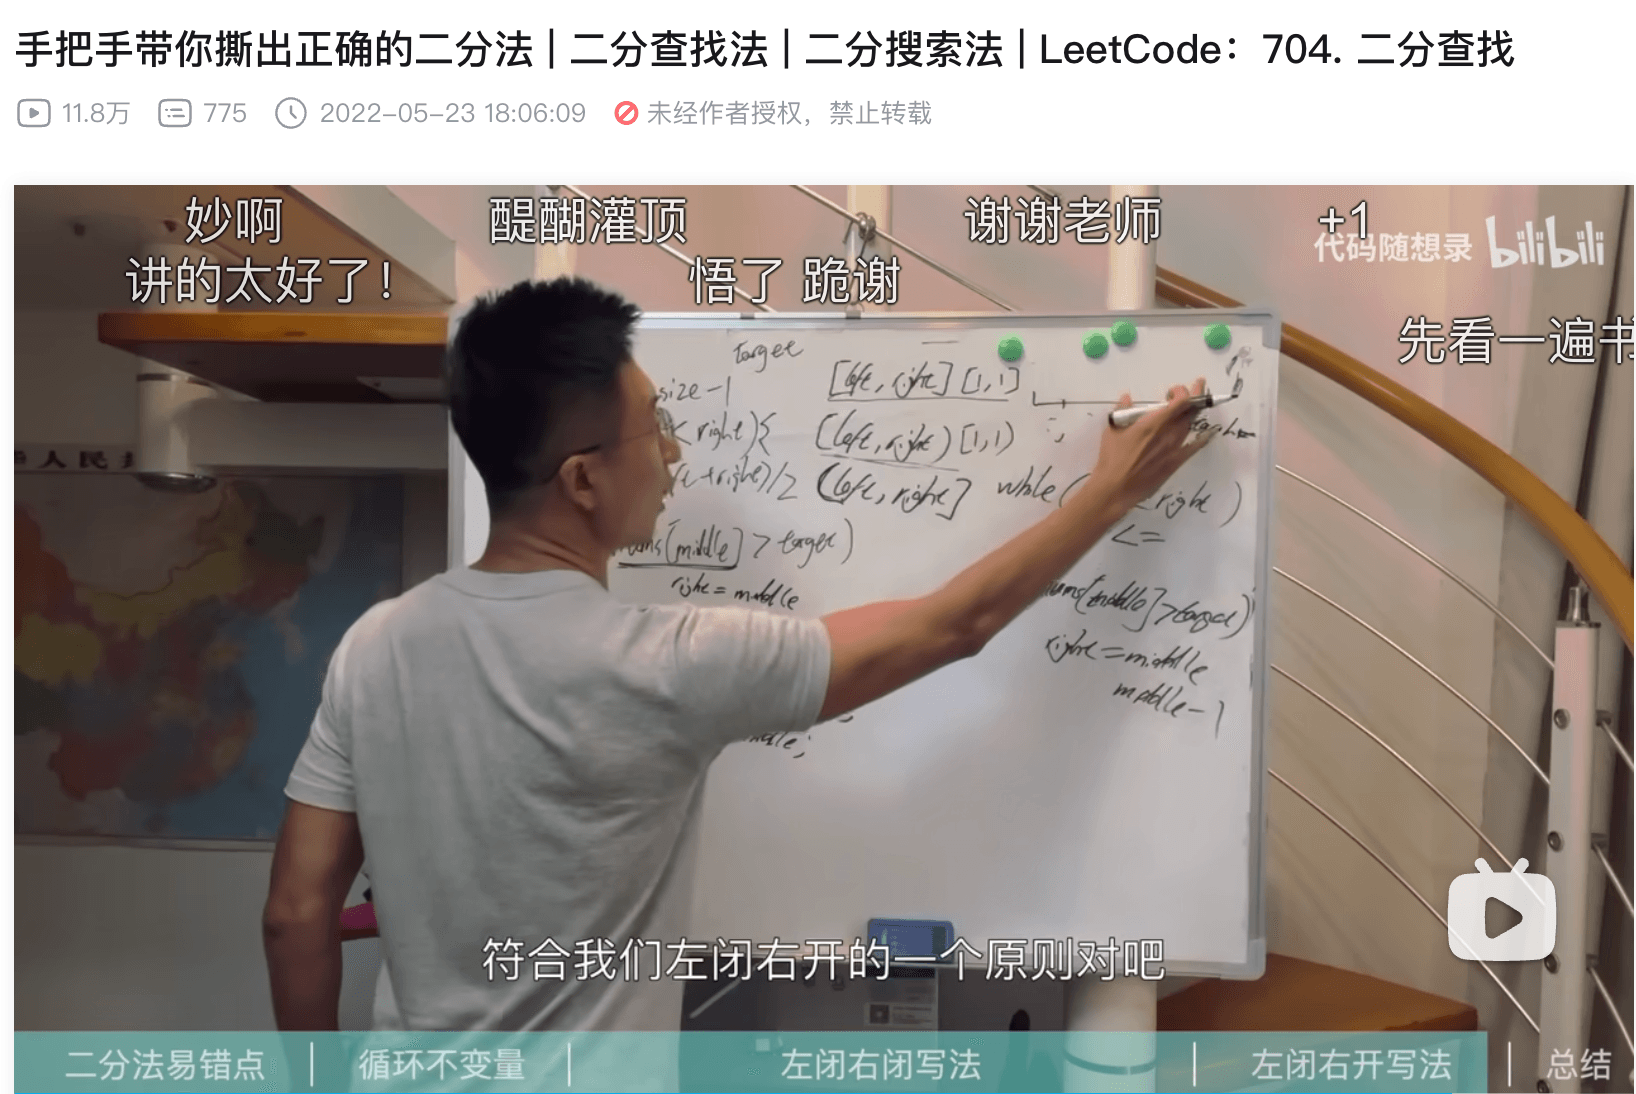 手把手带你撕出正确的二分法 | 二分查找法 | 二分搜索法 | LeetCode：704. 二分查找
11.8万 775 2022-05-23 18:06:09 未经作者授权，禁止转载
妙啊 醍醐灌顶 谢谢老师 +1
代码随想录 bilibili
讲的太好了！ 悟了 跪谢
先看一遍书
target
size-1
[left, right] [1,1]
< right){
[left, right) [1,1)
+right)/2
(left, right]
while(
right)
<=
[middle] > target)
right = middle
nums[middle]>target)
right = middle
middle-1
人民
符合我们左闭右开的一个原则对吧
二分法易错点 | 循环不变量 | 左闭右闭写法 | 左闭右开写法 | 总结